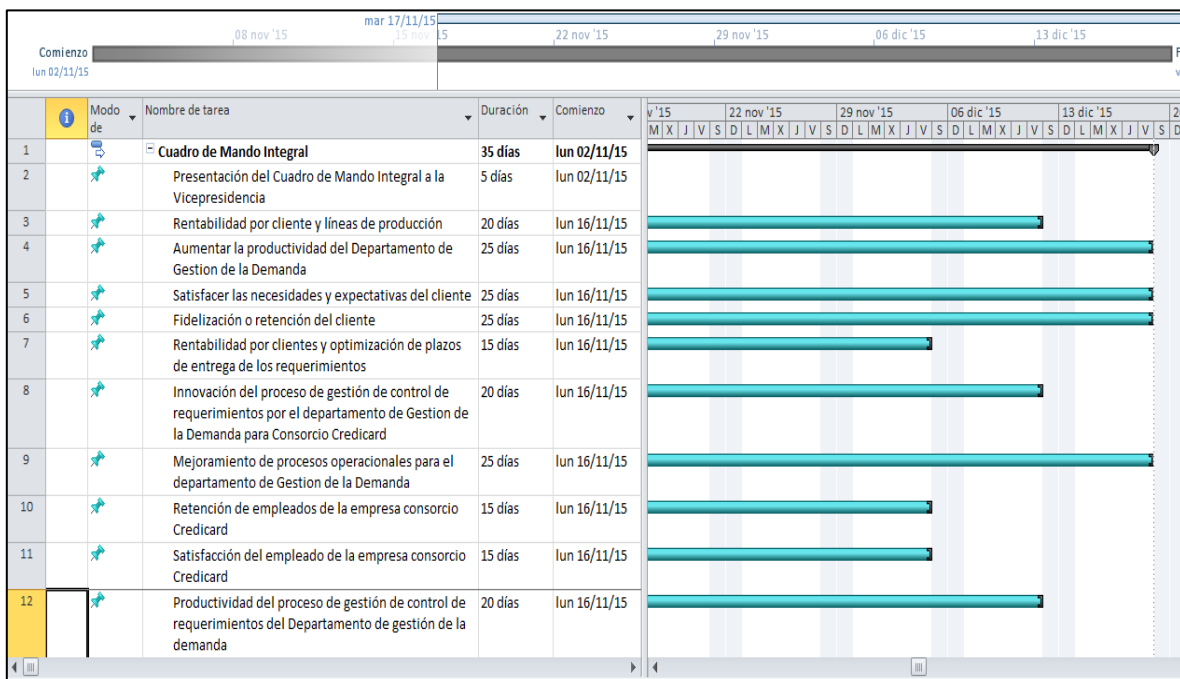 mar 17/11/15
08 nov '15 15 nov '15 22 nov '15 29 nov '15 06 dic '15 13 dic '15
Comienzo
lun 02/11/15
F
v
Modo de Nombre de tarea Duración Comienzo
v '15 22 nov '15 29 nov '15 06 dic '15 13 dic '15 2
M X J V S D L M X J V S D L M X J V S D L M X J V S D L M X J V S D
1 Cuadro de Mando Integral 35 días lun 02/11/15
2 Presentación del Cuadro de Mando Integral a la 5 días lun 02/11/15
Vicepresidencia
3 Rentabilidad por cliente y líneas de producción 20 días lun 16/11/15
4 Aumentar la productividad del Departamento de 25 días lun 16/11/15
Gestion de la Demanda
5 Satisfacer las necesidades y expectativas del cliente 25 días lun 16/11/15
6 Fidelización o retención del cliente 25 días lun 16/11/15
7 Rentabilidad por clientes y optimización de plazos 15 días lun 16/11/15
de entrega de los requerimientos
8 Innovación del proceso de gestión de control de 20 días lun 16/11/15
requerimientos por el departamento de Gestion de
la Demanda para Consorcio Credicard
9 Mejoramiento de procesos operacionales para el 25 días lun 16/11/15
departamento de Gestion de la Demanda
10 Retención de empleados de la empresa consorcio 15 días lun 16/11/15
Credicard
11 Satisfacción del empleado de la empresa consorcio 15 días lun 16/11/15
Credicard
12 Productividad del proceso de gestión de control de 20 días lun 16/11/15
requerimientos del Departamento de gestión de la
demanda